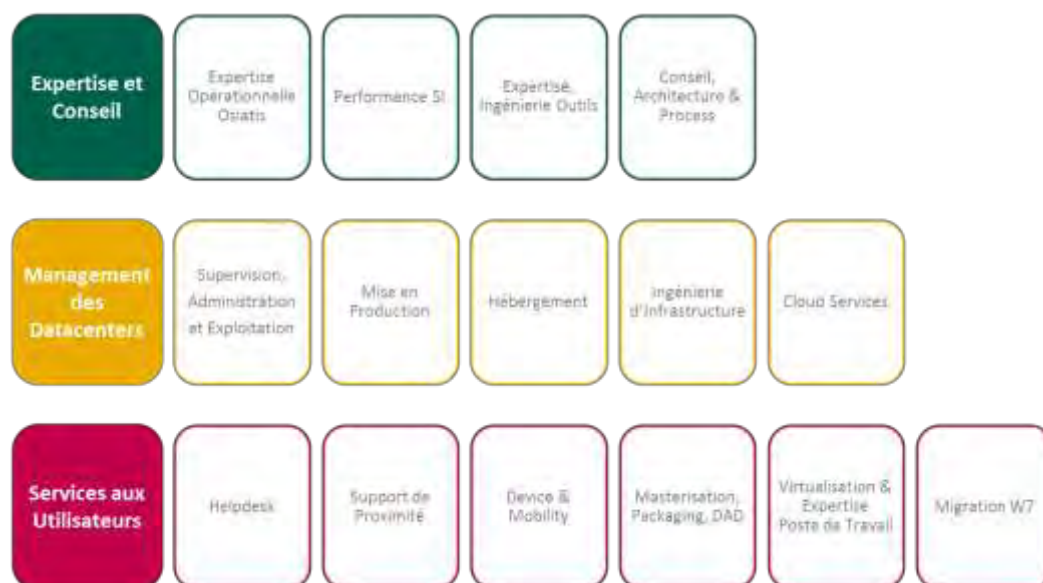 Expertise et
Conseil
Expertise
Opérationnelle
Osiatis
Performance SI
Expertise,
Ingénierie Outils
Conseil,
Architecture &
Process
Management
des
Datacenters
Supervision,
Administration
et Exploitation
Mise en
Production
Hébergement
Ingénierie
d'Infrastructure
Cloud Services
Services aux
Utilisateurs
Helpdesk
Support de
Proximité
Device &
Mobility
Masterisation,
Packaging, DAD
Virtualisation &
Expertise
Poste de Travail
Migration W7